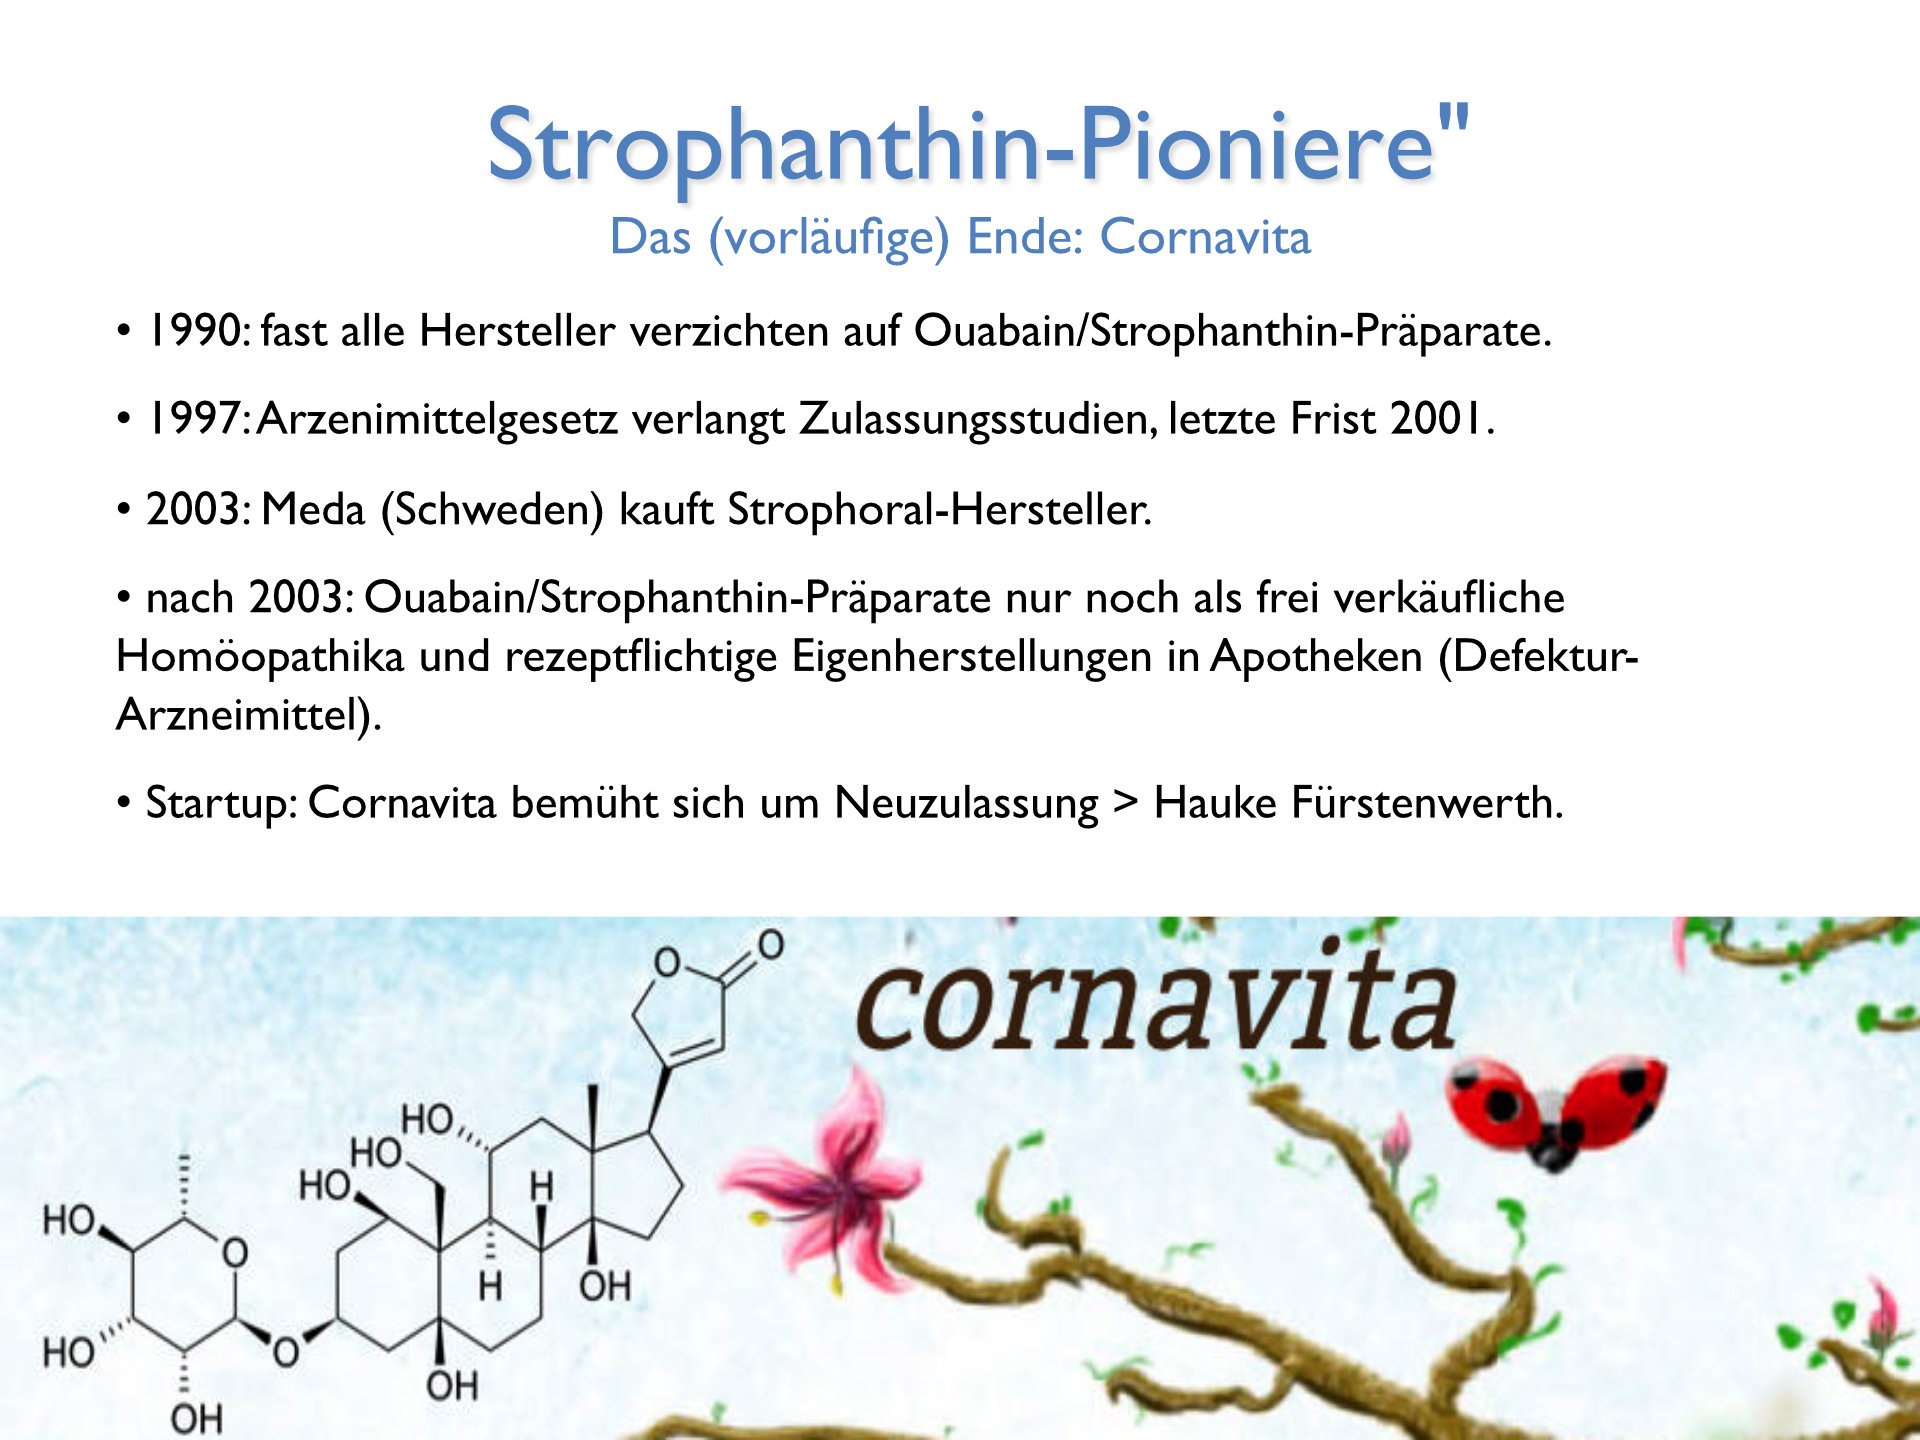 Strophanthin-Pioniere"
Das (vorläufige) Ende: Cornavita
• 1990: fast alle Hersteller verzichten auf Ouabain/Strophanthin-Präparate.
• 1997: Arzenimittelgesetz verlangt Zulassungsstudien, letzte Frist 2001.
• 2003: Meda (Schweden) kauft Strophoral-Hersteller.
• nach 2003: Ouabain/Strophanthin-Präparate nur noch als frei verkäufliche
Homöopathika und rezeptflichtige Eigenherstellungen in Apotheken (Defektur-
Arzneimittel).
• Startup: Cornavita bemüht sich um Neuzulassung > Hauke Fürstenwerth.
cornavita
O
O
HO
HO
HO
H
HO
O
H
OH
HO
O
OH
OH